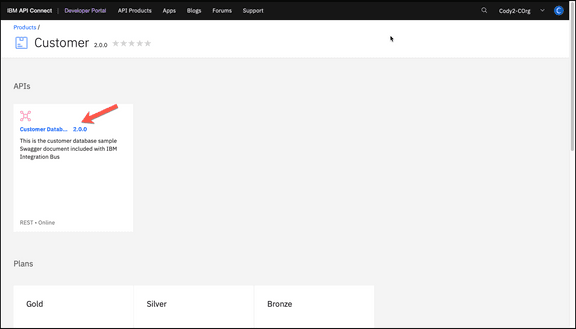 IBM API Connect | Developer Portal API Products Apps Blogs Forums Support Cody2-COrg C
Products /
Customer 2.0.0
APIs
Customer Datab... 2.0.0
This is the customer database sample
Swagger document included with IBM
Integration Bus
REST • Online
Plans
Gold Silver Bronze